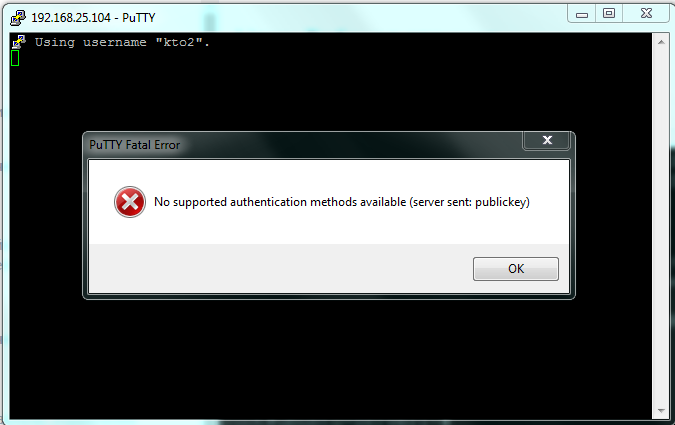 192.168.25.104 - PuTTY
Using username "kto2".
PuTTY Fatal Error
No supported authentication methods available (server sent: publickey)
OK